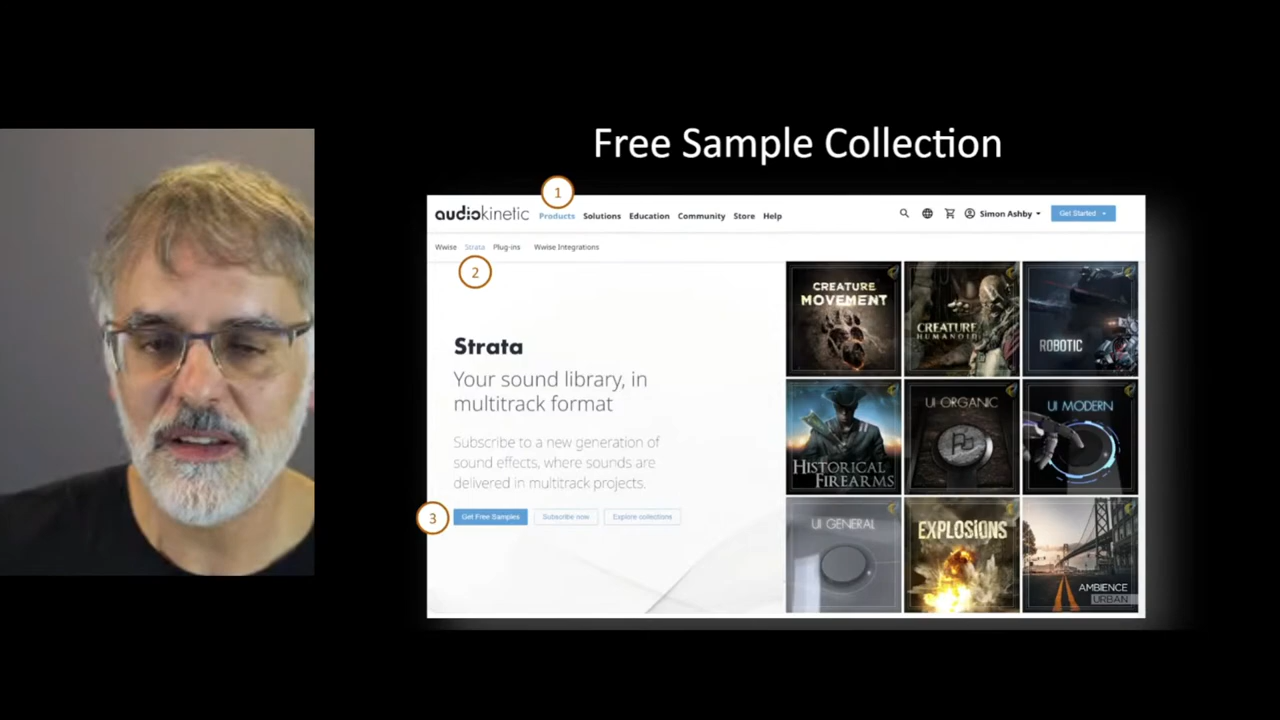 Free Sample Collection
1
audiokinetic Products Solutions Education Community Store Help Simon Ashby Get Started
Wwise Strata Plug-ins Wwise Integrations
2
Strata
Your sound library, in
multitrack format
Subscribe to a new generation of
sound effects, where sounds are
delivered in multitrack projects.
3
Get Free Samples Subscribe now Explore collections
CREATURE
MOVEMENT
CREATURE
HUMANOID
ROBOTIC
HISTORICAL
FIREARMS
UI ORGANIC
UI MODERN
UI GENERAL
EXPLOSIONS
AMBIENCE
URBAN